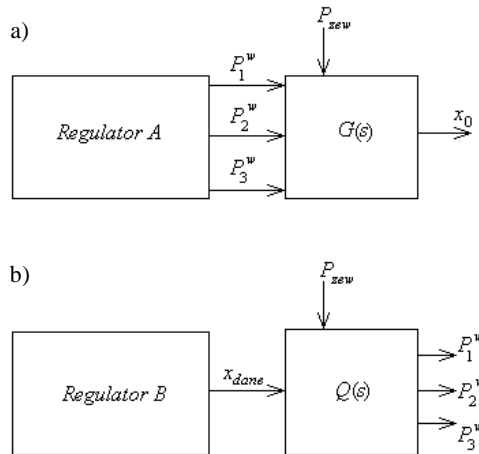 a)
P_zew
P_1^w
Regulator A
P_2^w
G(s)
x_0
P_3^w
b)
P_zew
P_1^w
x_dane
Regulator B
Q(s)
P_2^w
P_3^w